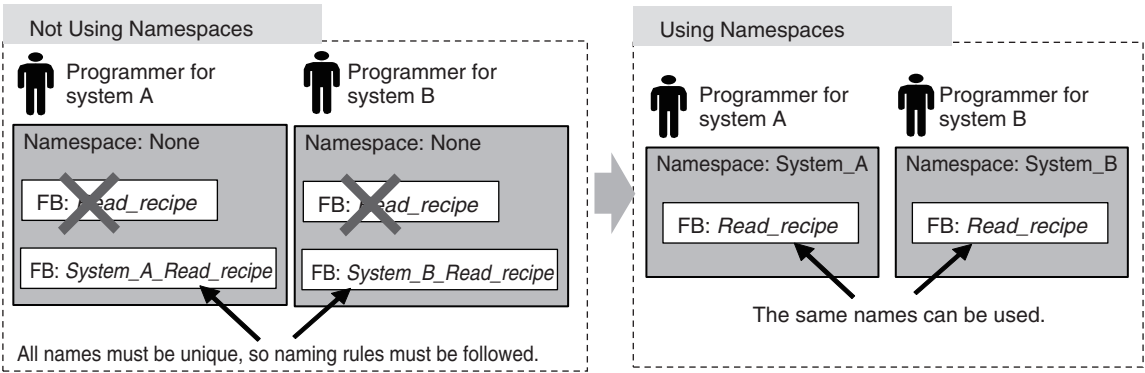 Not Using Namespaces
Programmer for
system A
Programmer for
system B
Namespace: None
FB: Read_recipe
FB: System_A_Read_recipe
Namespace: None
FB: Read_recipe
FB: System_B_Read_recipe
All names must be unique, so naming rules must be followed.
Using Namespaces
Programmer for
system A
Programmer for
system B
Namespace: System_A
FB: Read_recipe
Namespace: System_B
FB: Read_recipe
The same names can be used.